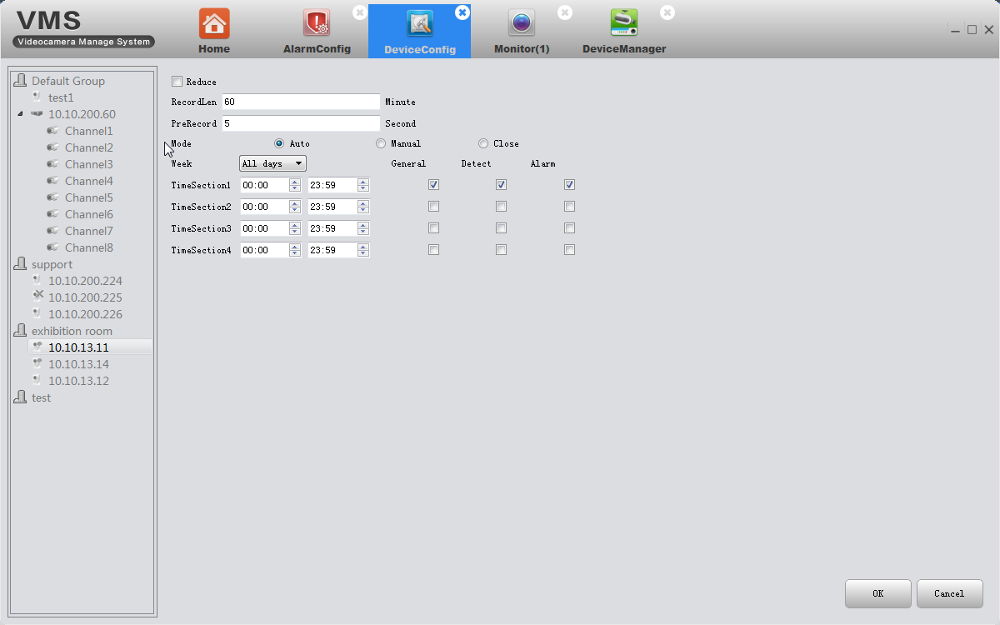 VMS
Videocamera Manage System
Home
AlarmConfig
DeviceConfig
Monitor(1)
DeviceManager
Default Group
test1
10.10.200.60
Channel1
Channel2
Channel3
Channel4
Channel5
Channel6
Channel7
Channel8
support
10.10.200.224
10.10.200.225
10.10.200.226
exhibition room
10.10.13.11
10.10.13.14
10.10.13.12
test
Reduce
RecordLen 60 Minute
PreRecord 5 Second
Mode Auto Manual Close
Week All days General Detect Alarm
TimeSection1 00:00 23:59
TimeSection2 00:00 23:59
TimeSection3 00:00 23:59
TimeSection4 00:00 23:59
OK Cancel